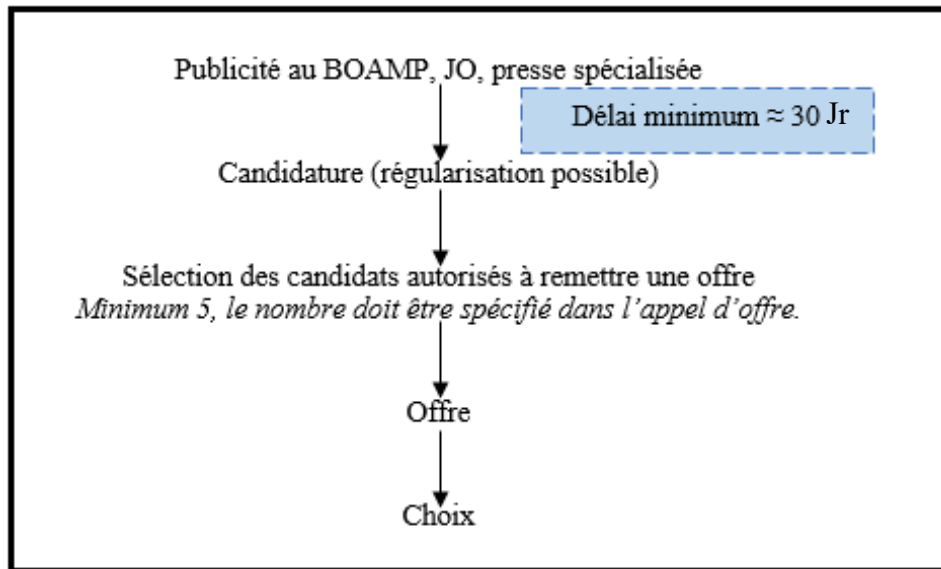 Publicité au BOAMP, JO, presse spécialisée
Délai minimum ≈ 30 Jr
Candidature (régularisation possible)
Sélection des candidats autorisés à remettre une offre
Minimum 5, le nombre doit être spécifié dans l’appel d’offre.
Offre
Choix